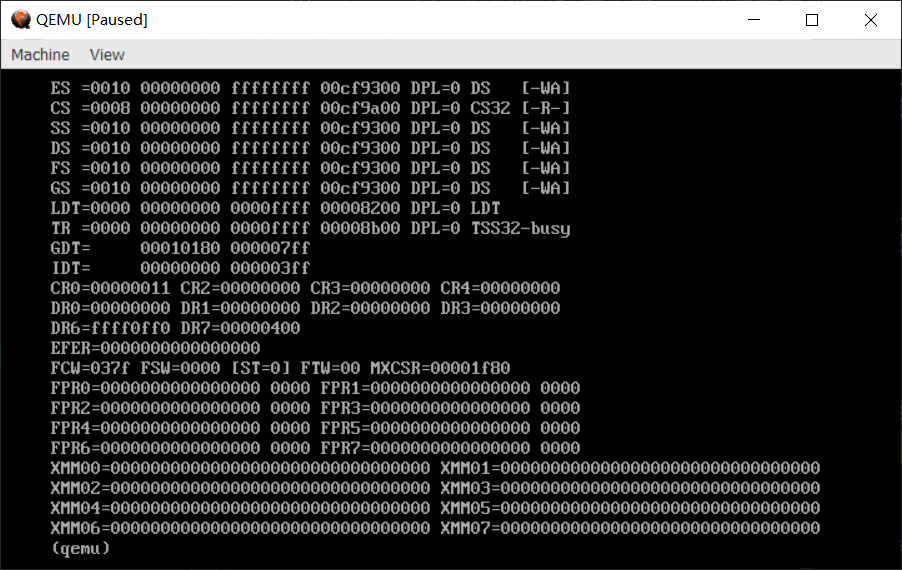 QEMU [Paused]
Machine View
ES =0010 00000000 ffffffff 00cf9300 DPL=0 DS   [-WA]
CS =0008 00000000 ffffffff 00cf9a00 DPL=0 CS32 [-R-]
SS =0010 00000000 ffffffff 00cf9300 DPL=0 DS   [-WA]
DS =0010 00000000 ffffffff 00cf9300 DPL=0 DS   [-WA]
FS =0010 00000000 ffffffff 00cf9300 DPL=0 DS   [-WA]
GS =0010 00000000 ffffffff 00cf9300 DPL=0 DS   [-WA]
LDT=0000 00000000 0000ffff 00008200 DPL=0 LDT
TR =0000 00000000 0000ffff 00008b00 DPL=0 TSS32-busy
GDT=     00010180 000007ff
IDT=     00000000 000003ff
CR0=00000011 CR2=00000000 CR3=00000000 CR4=00000000
DR0=00000000 DR1=00000000 DR2=00000000 DR3=00000000
DR6=ffff0ff0 DR7=00000400
EFER=0000000000000000
FCW=037f FSW=0000 [ST=0] FTW=00 MXCSR=00001f80
FPR0=0000000000000000 0000 FPR1=0000000000000000 0000
FPR2=0000000000000000 0000 FPR3=0000000000000000 0000
FPR4=0000000000000000 0000 FPR5=0000000000000000 0000
FPR6=0000000000000000 0000 FPR7=0000000000000000 0000
XMM00=00000000000000000000000000000000 XMM01=00000000000000000000000000000000
XMM02=00000000000000000000000000000000 XMM03=00000000000000000000000000000000
XMM04=00000000000000000000000000000000 XMM05=00000000000000000000000000000000
XMM06=00000000000000000000000000000000 XMM07=00000000000000000000000000000000
(qemu)